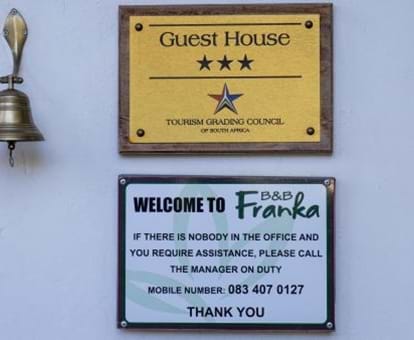 Guest House
TOURISM GRADING COUNCIL
OF SOUTH AFRICA
WELCOME TO B&B Franka
IF THERE IS NOBODY IN THE OFFICE AND
YOU REQUIRE ASSISTANCE, PLEASE CALL
THE MANAGER ON DUTY
MOBILE NUMBER: 083 407 0127
THANK YOU